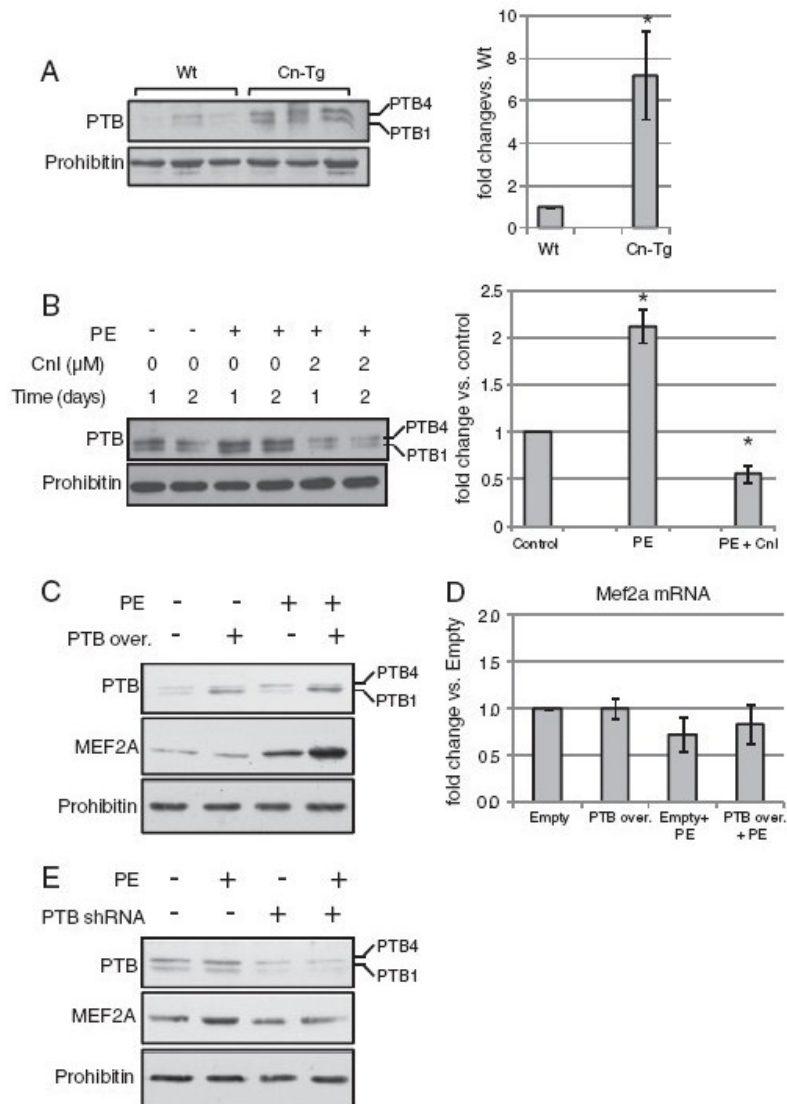 A
Wt Cn-Tg
PTB
PTB4
PTB1
Prohibitin
fold changevs. Wt
10
8
6
4
2
0
*
Wt Cn-Tg
B
PE - - + + + +
CnI (μM) 0 0 0 0 2 2
Time (days) 1 2 1 2 1 2
PTB
PTB4
PTB1
Prohibitin
fold change vs. control
2.5
2
1.5
1
0.5
0
*
*
Control PE PE + CnI
C
PE - - + +
PTB over. - + - +
PTB
PTB4
PTB1
MEF2A
Prohibitin
D
Mef2a mRNA
fold change vs. Empty
2.0
1.5
1.0
0.5
0.0
Empty PTB over. Empty+ PTB over.
PE + PE
E
PE - + - +
PTB shRNA - - + +
PTB
PTB4
PTB1
MEF2A
Prohibitin